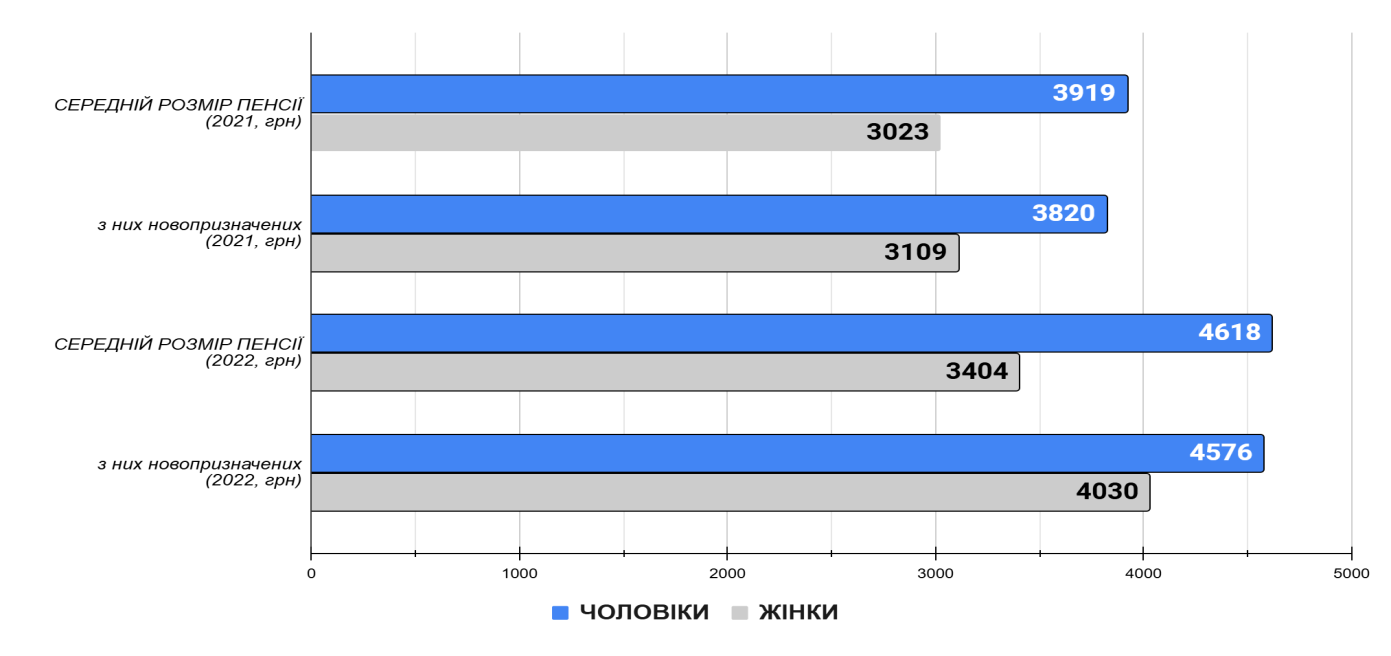 СЕРЕДНІЙ РОЗМІР ПЕНСІЇ
(2021, грн)
3919
3023
з них новопризначених
(2021, грн)
3820
3109
СЕРЕДНІЙ РОЗМІР ПЕНСІЇ
(2022, грн)
4618
3404
з них новопризначених
(2022, грн)
4576
4030
0 1000 2000 3000 4000 5000
ЧОЛОВІКИ ЖІНКИ